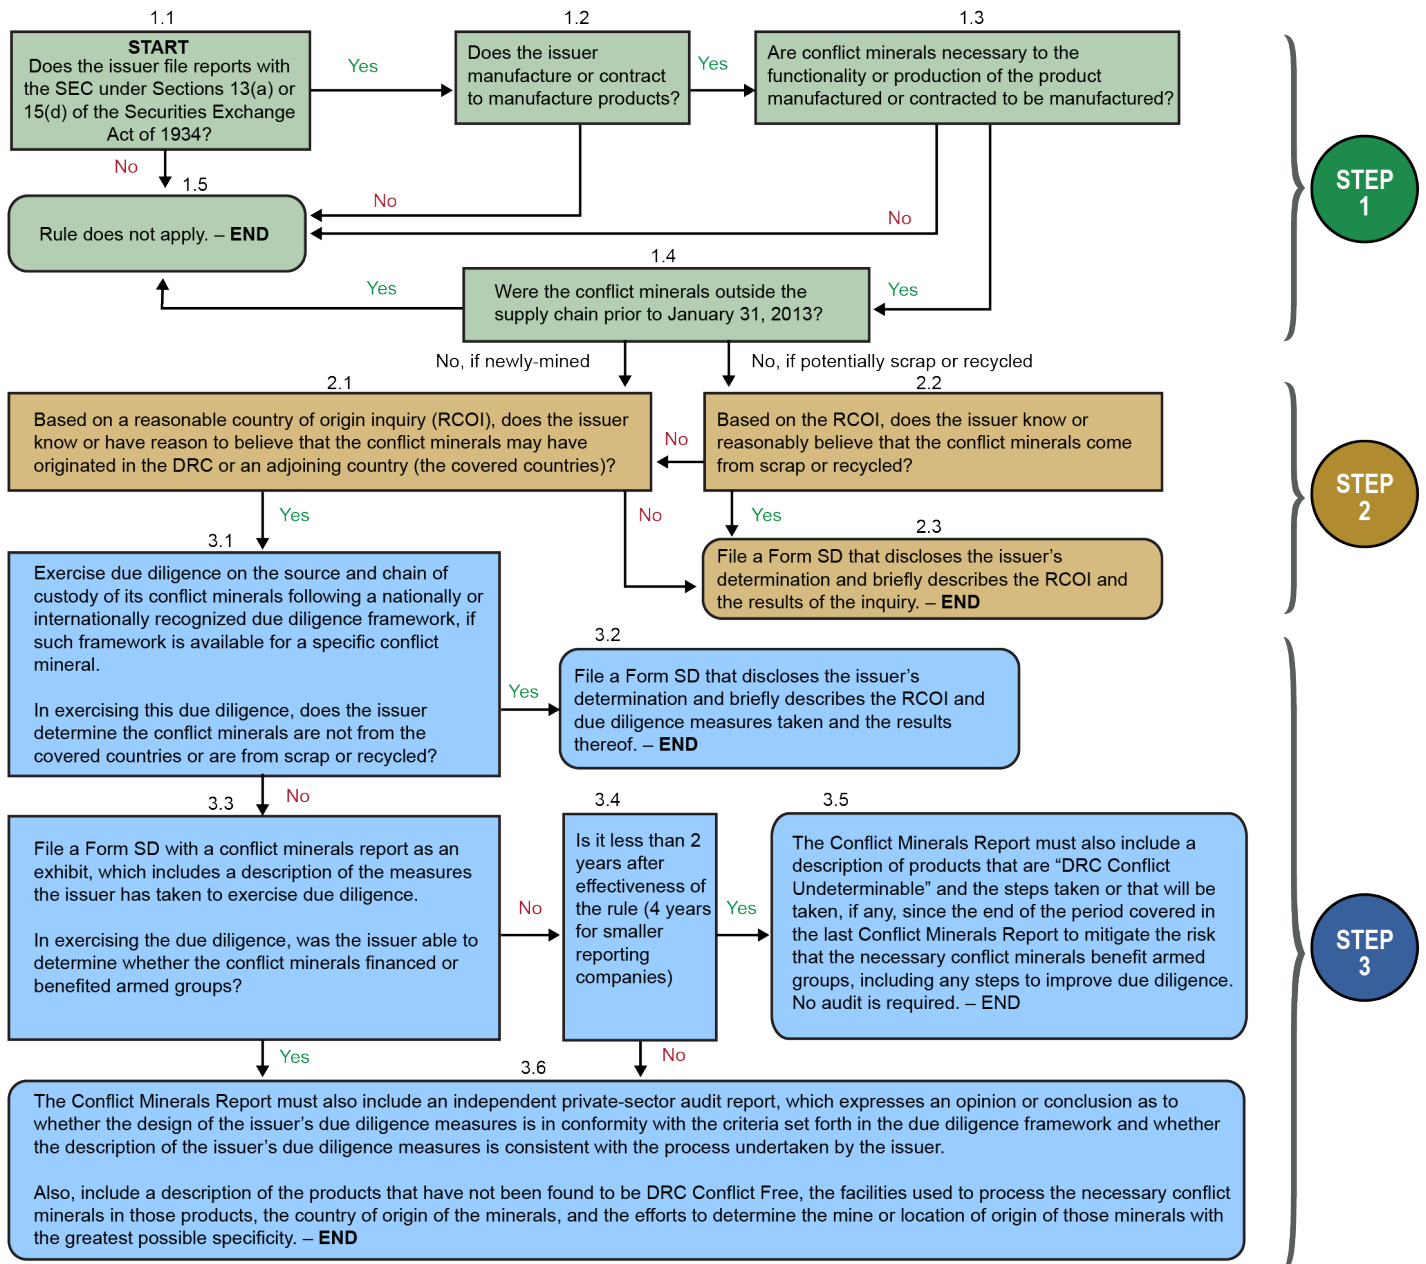 1.1
START
Does the issuer file reports with
the SEC under Sections 13(a) or
15(d) of the Securities Exchange
Act of 1934?
Yes
1.2
Does the issuer
manufacture or contract
to manufacture products?
Yes
1.3
Are conflict minerals necessary to the
functionality or production of the product
manufactured or contracted to be manufactured?
No
1.5
Rule does not apply. – END
No
No
Yes
1.4
Were the conflict minerals outside the
supply chain prior to January 31, 2013?
Yes
STEP
1
No, if newly-mined
No, if potentially scrap or recycled
2.1
Based on a reasonable country of origin inquiry (RCOI), does the issuer
know or have reason to believe that the conflict minerals may have
originated in the DRC or an adjoining country (the covered countries)?
No
2.2
Based on the RCOI, does the issuer know or
reasonably believe that the conflict minerals come
from scrap or recycled?
Yes
No
Yes
2.3
File a Form SD that discloses the issuer’s
determination and briefly describes the RCOI and
the results of the inquiry. – END
STEP
2
3.1
Exercise due diligence on the source and chain of
custody of its conflict minerals following a nationally or
internationally recognized due diligence framework, if
such framework is available for a specific conflict
mineral.
In exercising this due diligence, does the issuer
determine the conflict minerals are not from the
covered countries or are from scrap or recycled?
Yes
3.2
File a Form SD that discloses the issuer’s
determination and briefly describes the RCOI and
due diligence measures taken and the results
thereof. – END
No
3.3
File a Form SD with a conflict minerals report as an
exhibit, which includes a description of the measures
the issuer has taken to exercise due diligence.
In exercising the due diligence, was the issuer able to
determine whether the conflict minerals financed or
benefited armed groups?
No
3.4
Is it less than 2
years after
effectiveness of
the rule (4 years
for smaller
reporting
companies)
Yes
3.5
The Conflict Minerals Report must also include a
description of products that are “DRC Conflict
Undeterminable” and the steps taken or that will be
taken, if any, since the end of the period covered in
the last Conflict Minerals Report to mitigate the risk
that the necessary conflict minerals benefit armed
groups, including any steps to improve due diligence.
No audit is required. – END
STEP
3
Yes
No
3.6
The Conflict Minerals Report must also include an independent private-sector audit report, which expresses an opinion or conclusion as to
whether the design of the issuer’s due diligence measures is in conformity with the criteria set forth in the due diligence framework and whether
the description of the issuer’s due diligence measures is consistent with the process undertaken by the issuer.
Also, include a description of the products that have not been found to be DRC Conflict Free, the facilities used to process the necessary conflict
minerals in those products, the country of origin of the minerals, and the efforts to determine the mine or location of origin of those minerals with
the greatest possible specificity. – END